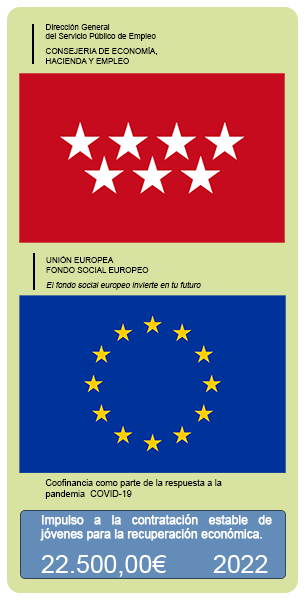 Dirección General
del Servicio Público de Empleo
CONSEJERIA DE ECONOMÍA,
HACIENDA Y EMPLEO
UNIÓN EUROPEA
FONDO SOCIAL EUROPEO
El fondo social europeo invierte en tu futuro
Coofinancia como parte de la respuesta a la
pandemia COVID-19
Impulso a la contratación estable de
jóvenes para la recuperación económica.
22.500,00€ 2022